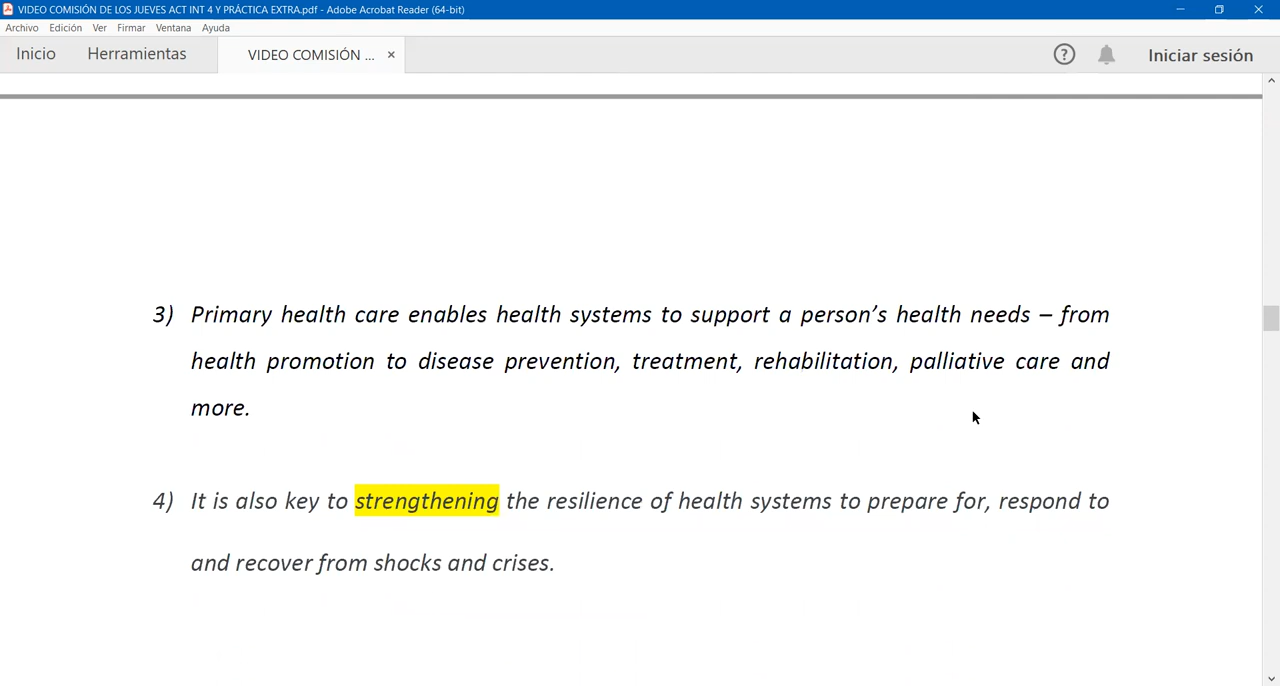 VIDEO COMISIÓN DE LOS JUEVES ACT INT 4 Y PRÁCTICA EXTRA.pdf - Adobe Acrobat Reader (64-bit)
Archivo Edición Ver Firmar Ventana Ayuda
Inicio Herramientas VIDEO COMISIÓN ... × ? Iniciar sesión
3) Primary health care enables health systems to support a person’s health needs – from
health promotion to disease prevention, treatment, rehabilitation, palliative care and
more.
4) It is also key to strengthening the resilience of health systems to prepare for, respond to
and recover from shocks and crises.